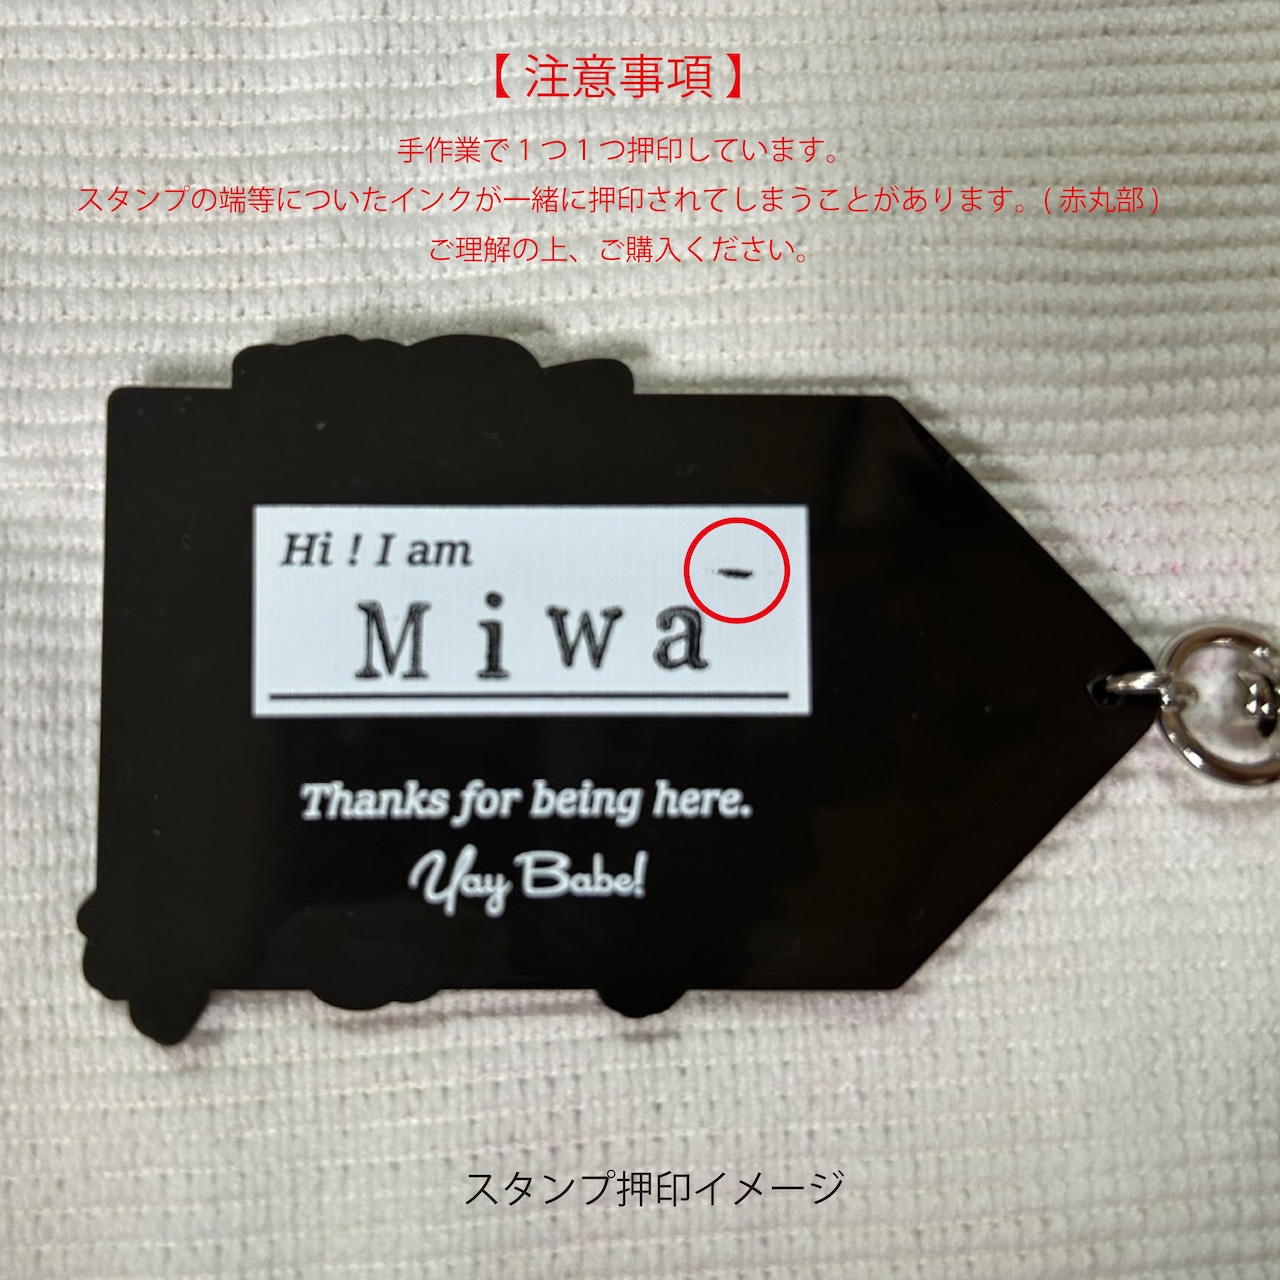 【注意事項】
手作業で1つ1つ押印しています。
スタンプの端等についたインクが一緒に押印されてしまうことがあります。(赤丸部)
ご理解の上、ご購入ください。
Hi ! I am
Miwa
Thanks for being here.
Yay Babe!
スタンプ押印イメージ